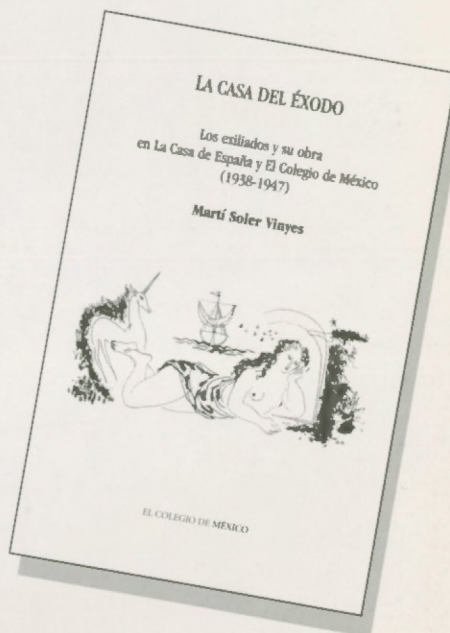 LA CASA DEL ÉXODO
Los exiliados y su obra
en La Casa de España y El Colegio de México
(1938-1947)
Martí Soler Vinyes
EL COLEGIO DE MÉXICO